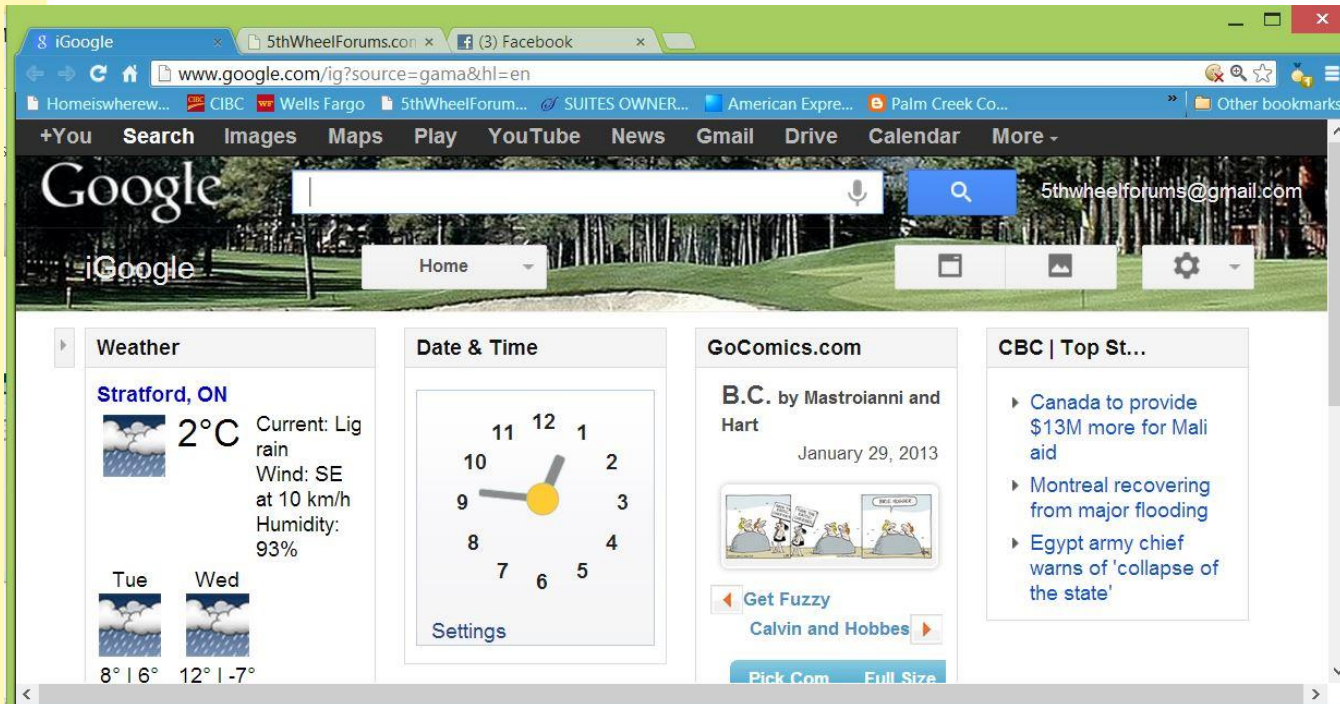 iGoogle
5thWheelForums.con
(3) Facebook
www.google.com/ig?source=gama&hl=en
Homeiswherew... CIBC Wells Fargo 5thWheelForum... SUITES OWNER... American Expre... Palm Creek Co... » Other bookmarks
+You Search Images Maps Play YouTube News Gmail Drive Calendar More
Google
5thwheelforums@gmail.com
iGoogle
Home
Weather
Stratford, ON
2°C
Current: Lig
rain
Wind: SE
at 10 km/h
Humidity:
93%
Tue Wed
8° | 6° 12° | -7°
Date & Time
12
1
2
3
4
5
6
7
8
9
10
11
Settings
GoComics.com
B.C. by Mastroianni and
Hart
January 29, 2013
Get Fuzzy
Calvin and Hobbes
Pick Com Full Size
CBC | Top St...
Canada to provide
$13M more for Mali
aid
Montreal recovering
from major flooding
Egypt army chief
warns of 'collapse of
the state'